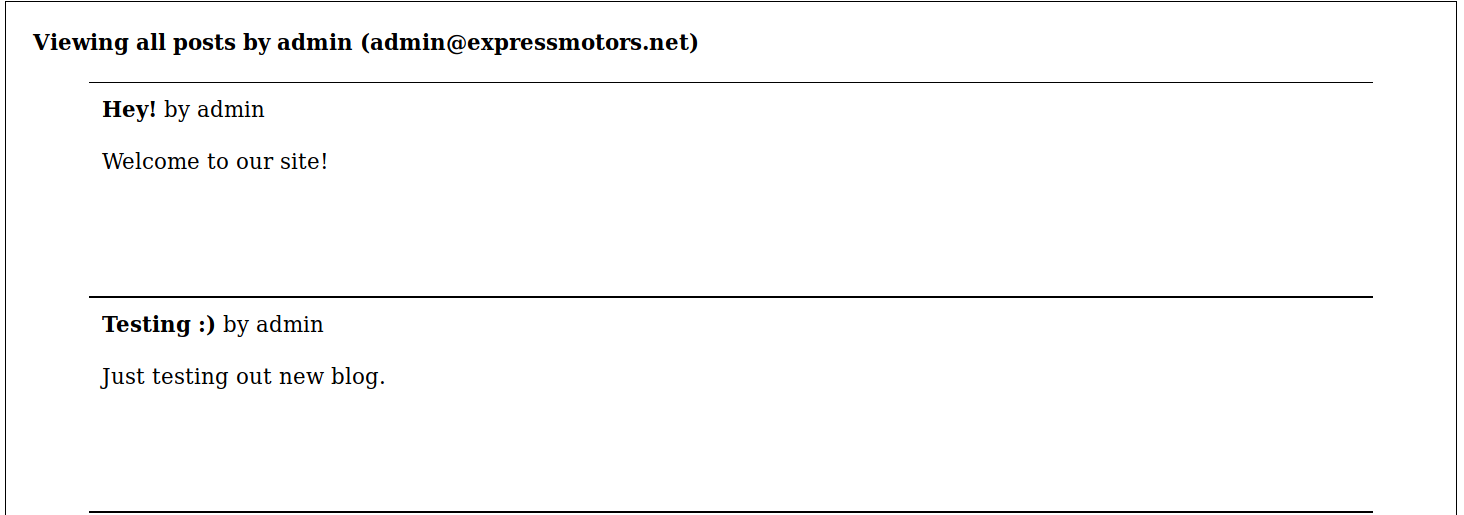 Viewing all posts by admin (admin@expressmotors.net)
Hey! by admin
Welcome to our site!
Testing :) by admin
Just testing out new blog.